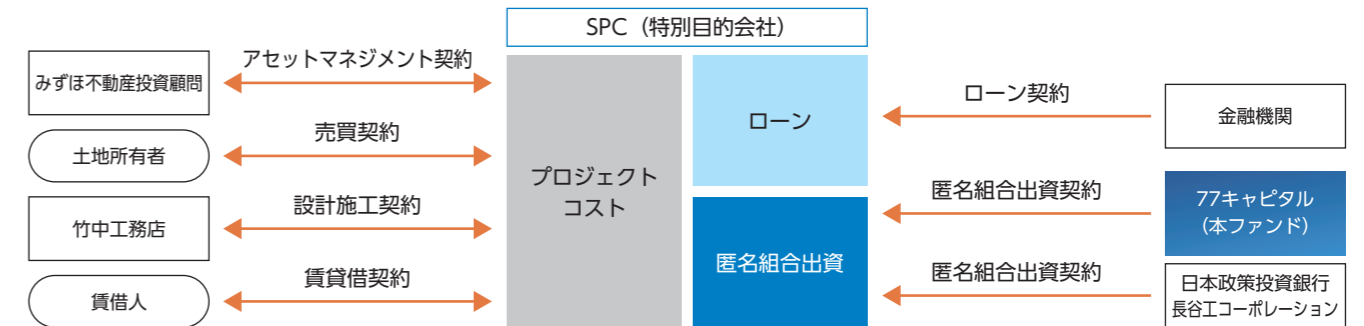 SPC(特別目的会社)
みずほ不動産投資顧問
アセットマネジメント契約
土地所有者
売買契約
竹中工務店
設計施工契約
賃借人
賃貸借契約
プロジェクト
コスト
ローン
匿名組合出資
ローン契約
金融機関
匿名組合出資契約
77キャピタル
(本ファンド)
匿名組合出資契約
日本政策投資銀行
長谷工コーポレーション